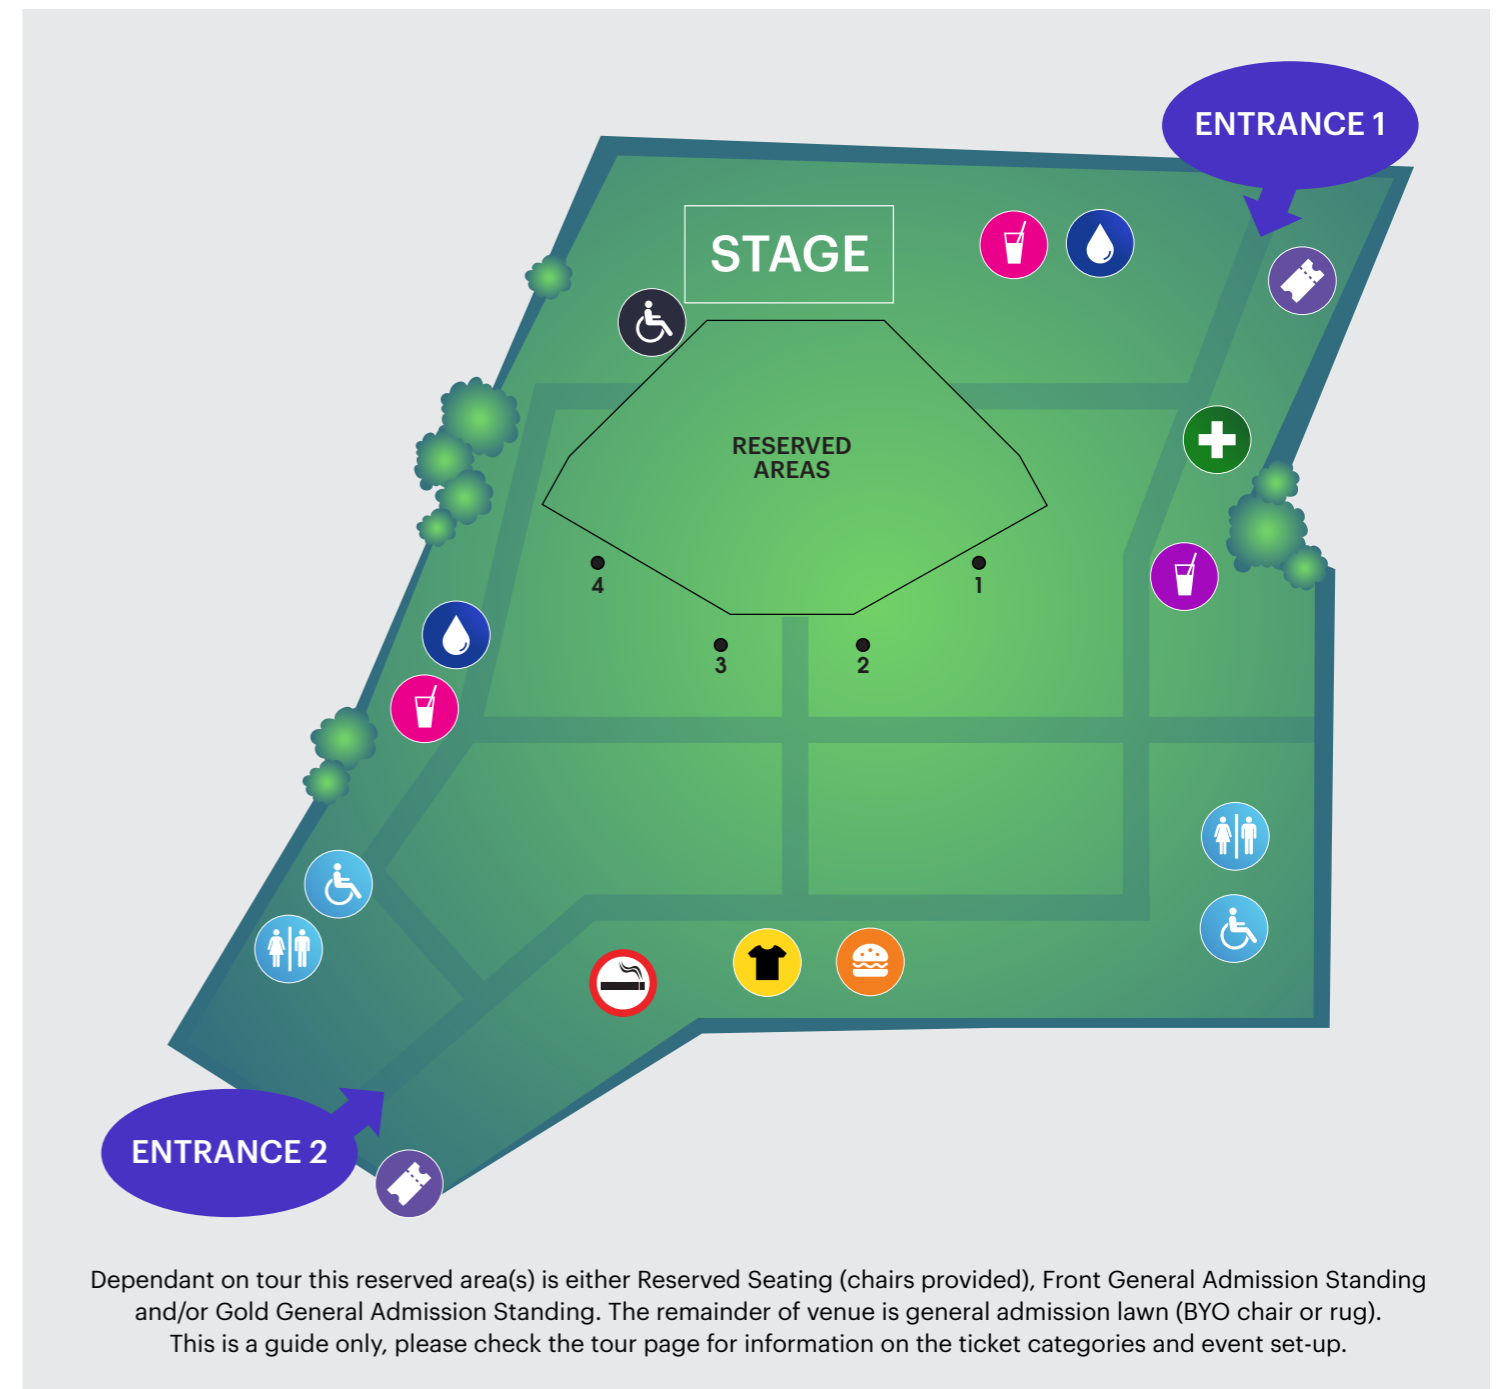 ENTRANCE 1
STAGE
RESERVED
AREAS
4
1
3
2
ENTRANCE 2
Dependant on tour this reserved area(s) is either Reserved Seating (chairs provided), Front General Admission Standing
and/or Gold General Admission Standing. The remainder of venue is general admission lawn (BYO chair or rug).
This is a guide only, please check the tour page for information on the ticket categories and event set-up.